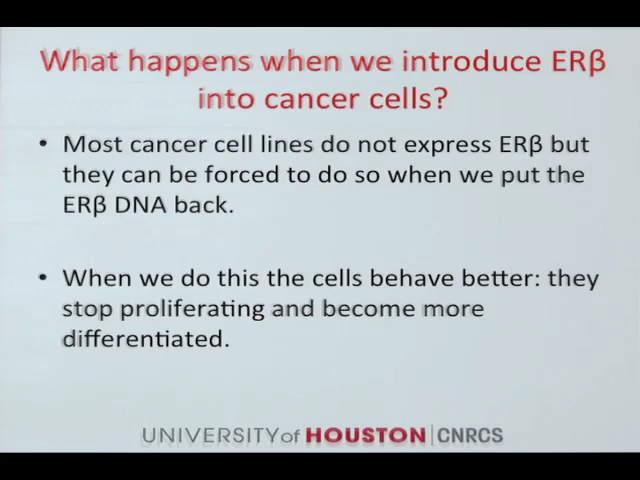 What happens when we introduce ERβ
into cancer cells?
• Most cancer cell lines do not express ERβ but
they can be forced to do so when we put the
ERβ DNA back.
• When we do this the cells behave better: they
stop proliferating and become more
differentiated.
UNIVERSITY of HOUSTON | CNRCS